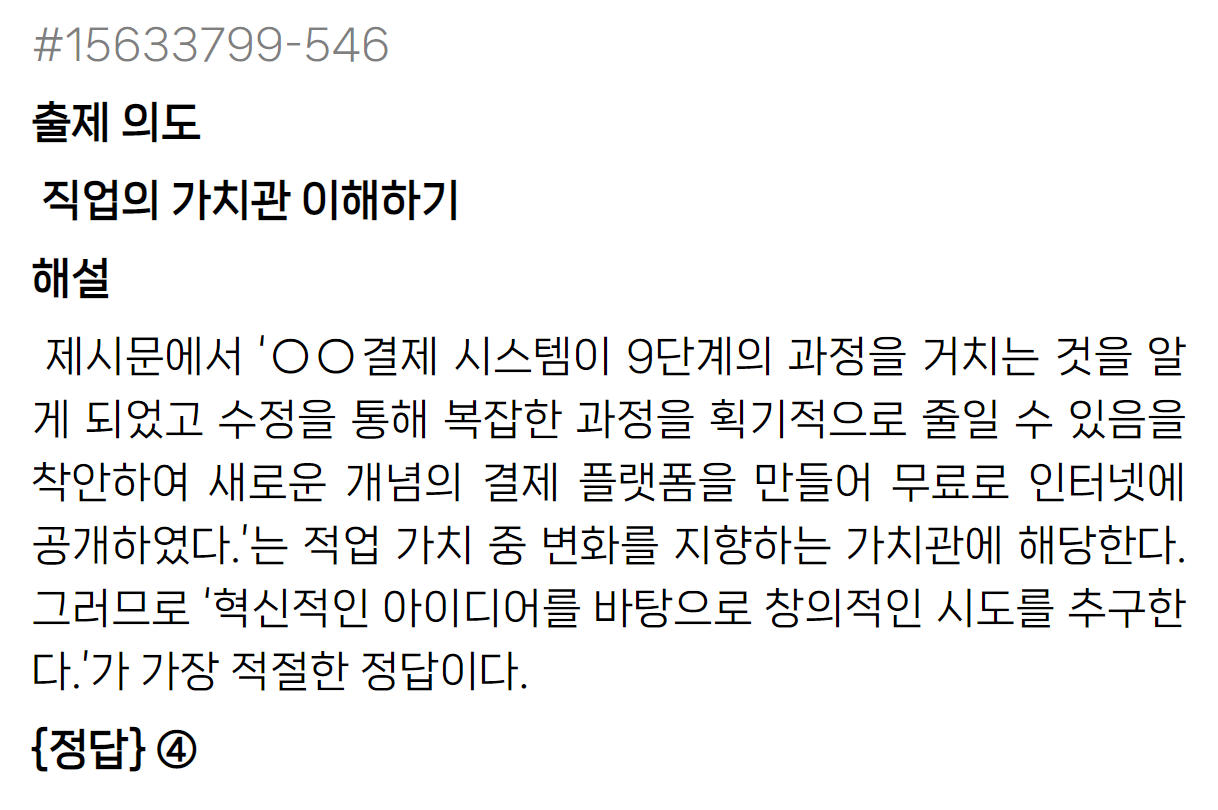 #15633799-546
출제 의도
직업의 가치관 이해하기
해설
제시문에서 '○○결제 시스템이 9단계의 과정을 거치는 것을 알
게 되었고 수정을 통해 복잡한 과정을 획기적으로 줄일 수 있음을
착안하여 새로운 개념의 결제 플랫폼을 만들어 무료로 인터넷에
공개하였다.'는 적업 가치 중 변화를 지향하는 가치관에 해당한다.
그러므로 '혁신적인 아이디어를 바탕으로 창의적인 시도를 추구한
다.'가 가장 적절한 정답이다.
{정답} ④